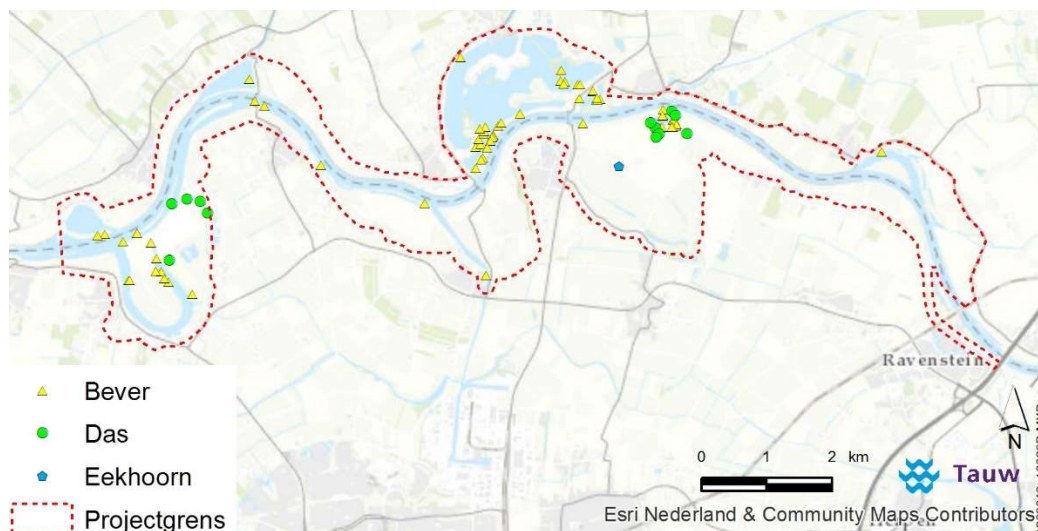 Ravenstein
Bever
Das
Eekhoorn
Projectgrens
0 1 2 km
N
Tauw
Esri Nederland & Community Maps Contributors